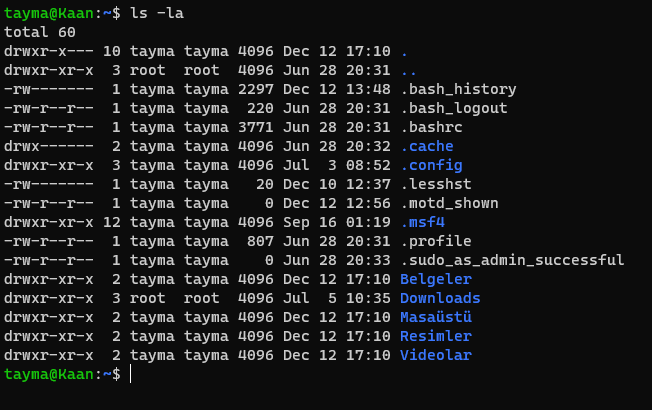 tayma@Kaan:~$ ls -la
total 60
drwxr-x--- 10 tayma tayma 4096 Dec 12 17:10 .
drwxr-xr-x  3 root  root  4096 Jun 28 20:31 ..
-rw-------  1 tayma tayma 2297 Dec 12 13:48 .bash_history
-rw-r--r--  1 tayma tayma  220 Jun 28 20:31 .bash_logout
-rw-r--r--  1 tayma tayma 3771 Jun 28 20:31 .bashrc
drwx------  2 tayma tayma 4096 Jun 28 20:32 .cache
drwxr-xr-x  3 tayma tayma 4096 Jul  3 08:52 .config
-rw-------  1 tayma tayma   20 Dec 10 12:37 .lesshst
-rw-r--r--  1 tayma tayma    0 Dec 12 12:56 .motd_shown
drwxr-xr-x 12 tayma tayma 4096 Sep 16 01:19 .msf4
-rw-r--r--  1 tayma tayma  807 Jun 28 20:31 .profile
-rw-r--r--  1 tayma tayma    0 Jun 28 20:33 .sudo_as_admin_successful
drwxr-xr-x  2 tayma tayma 4096 Dec 12 17:10 Belgeler
drwxr-xr-x  3 root  root  4096 Jul  5 10:35 Downloads
drwxr-xr-x  2 tayma tayma 4096 Dec 12 17:10 Masaüstü
drwxr-xr-x  2 tayma tayma 4096 Dec 12 17:10 Resimler
drwxr-xr-x  2 tayma tayma 4096 Dec 12 17:10 Videolar
tayma@Kaan:~$